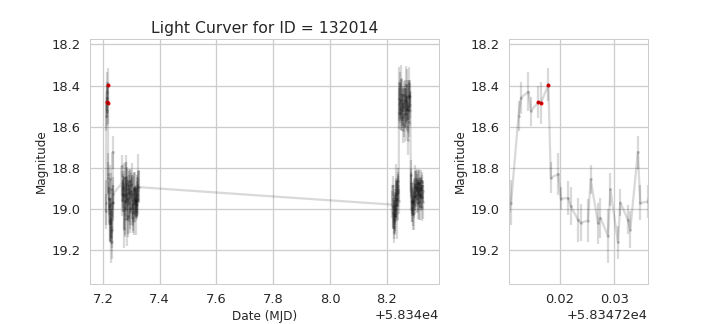 Light Curver for ID = 132014
18.2 18.2
18.4 18.4
18.6 18.6
18.8 18.8
19.0 19.0
19.2 19.2
Magnitude Magnitude
7.2 7.4 7.6 7.8 8.0 8.2 0.02 0.03
Date (MJD) +5.834e4 +5.83472e4